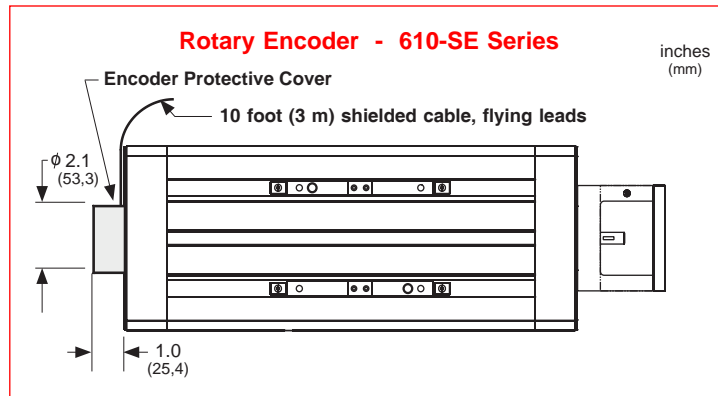 Rotary Encoder - 610-SE Series
inches
(mm)
Encoder Protective Cover
10 foot (3 m) shielded cable, flying leads
ϕ 2.1
(53,3)
1.0
(25,4)